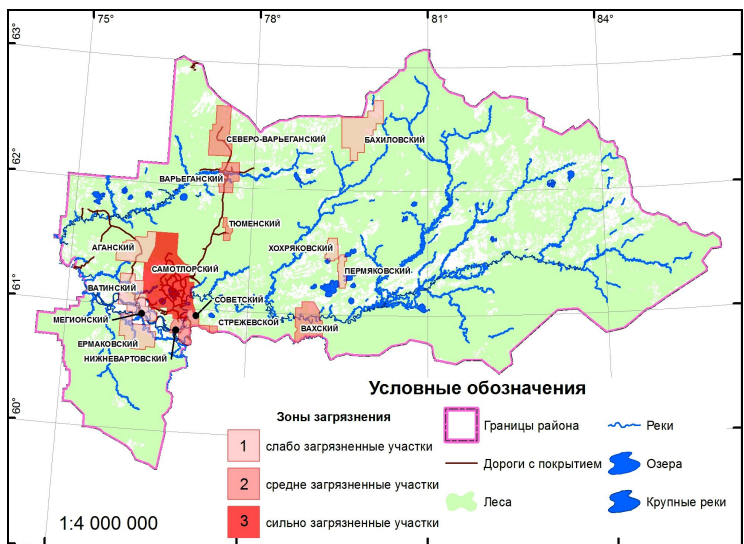 75°
78°
81°
84°
63°
62°
61°
60°
СЕВЕРО-ВАРЬЕГАНСКИЙ
БАХИЛОВСКИЙ
ВАРЬЕГАНСКИЙ
ТЮМЕНСКИЙ
АГАНСКИЙ
ХОХРЯКОВСКИЙ
САМОТЛОРСКИЙ
ПЕРМЯКОВСКИЙ
ВАТИНСКИЙ
СОВЕТСКИЙ
МЕГИОНСКИЙ
СТРЕЖЕВСКОЙ
ВАХСКИЙ
ЕРМАКОВСКИЙ
НИЖНЕВАРТОВСКИЙ
Условные обозначения
Зоны загрязнения
1 слабо загрязненные участки
2 средне загрязненные участки
3 сильно загрязненные участки
Границы района
Дороги с покрытием
Леса
Реки
Озера
Крупные реки
1:4 000 000